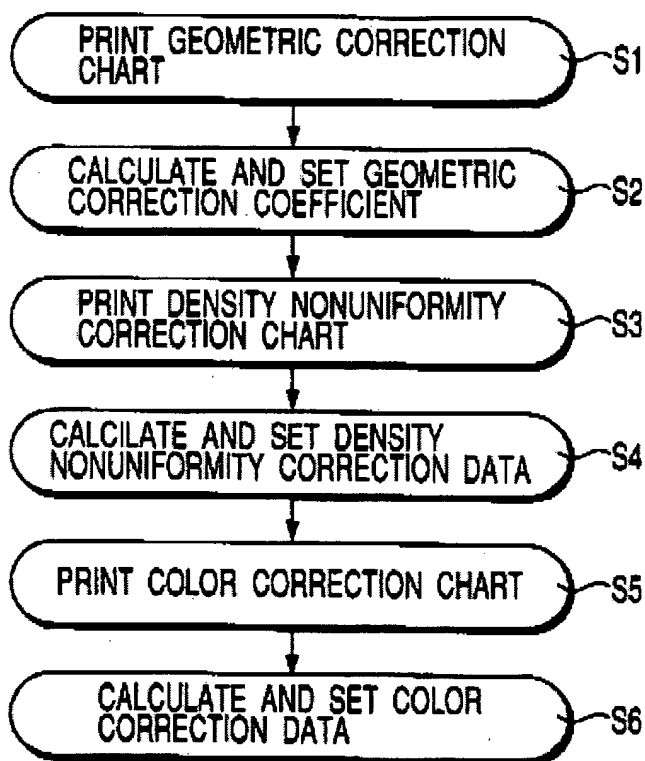 PRINT GEOMETRIC CORRECTION
CHART
S1
CALCULATE AND SET GEOMETRIC
CORRECTION COEFFICIENT
S2
PRINT DENSITY NONUNIFORMITY
CORRECTION CHART
S3
CALCILATE AND SET DENSITY
NONUNIFORMITY CORRECTION DATA
S4
PRINT COLOR CORRECTION CHART
S5
CALCULATE AND SET COLOR
CORRECTION DATA
S6